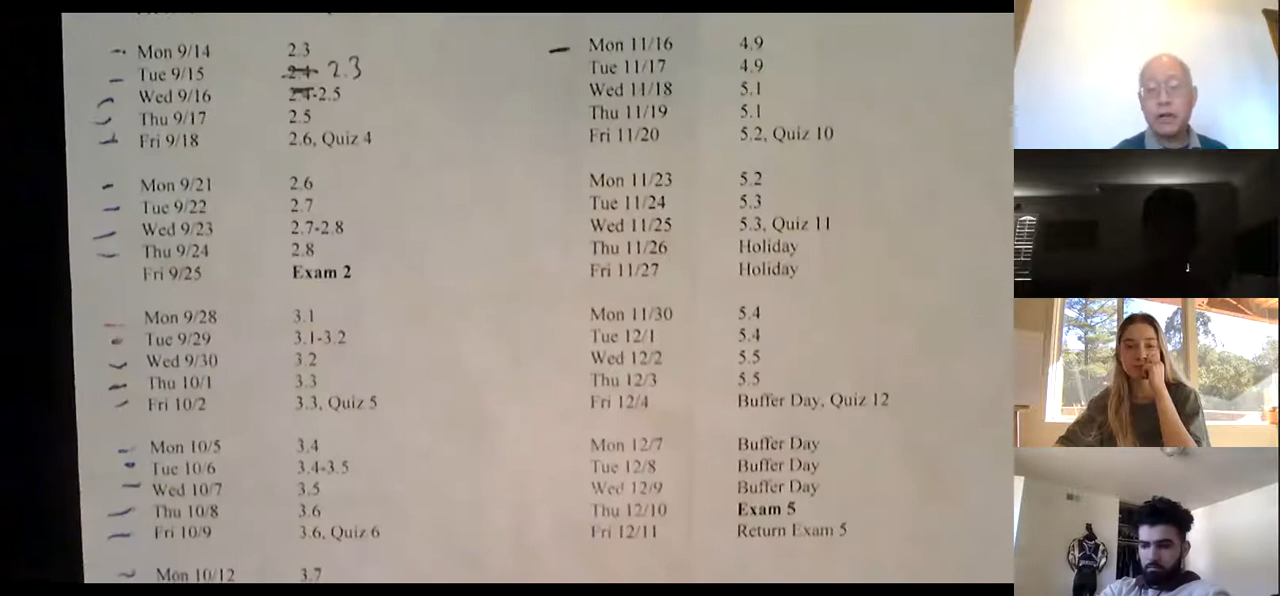 Mon 9/14 2.3
Tue 9/15 2.4 2.3
Wed 9/16 2.4-2.5
Thu 9/17 2.5
Fri 9/18 2.6, Quiz 4
Mon 9/21 2.6
Tue 9/22 2.7
Wed 9/23 2.7-2.8
Thu 9/24 2.8
Fri 9/25 Exam 2
Mon 9/28 3.1
Tue 9/29 3.1-3.2
Wed 9/30 3.2
Thu 10/1 3.3
Fri 10/2 3.3, Quiz 5
Mon 10/5 3.4
Tue 10/6 3.4-3.5
Wed 10/7 3.5
Thu 10/8 3.6
Fri 10/9 3.6, Quiz 6
Mon 10/12 3.7
Mon 11/16 4.9
Tue 11/17 4.9
Wed 11/18 5.1
Thu 11/19 5.1
Fri 11/20 5.2, Quiz 10
Mon 11/23 5.2
Tue 11/24 5.3
Wed 11/25 5.3, Quiz 11
Thu 11/26 Holiday
Fri 11/27 Holiday
Mon 11/30 5.4
Tue 12/1 5.4
Wed 12/2 5.5
Thu 12/3 5.5
Fri 12/4 Buffer Day, Quiz 12
Mon 12/7 Buffer Day
Tue 12/8 Buffer Day
Wed 12/9 Buffer Day
Thu 12/10 Exam 5
Fri 12/11 Return Exam 5